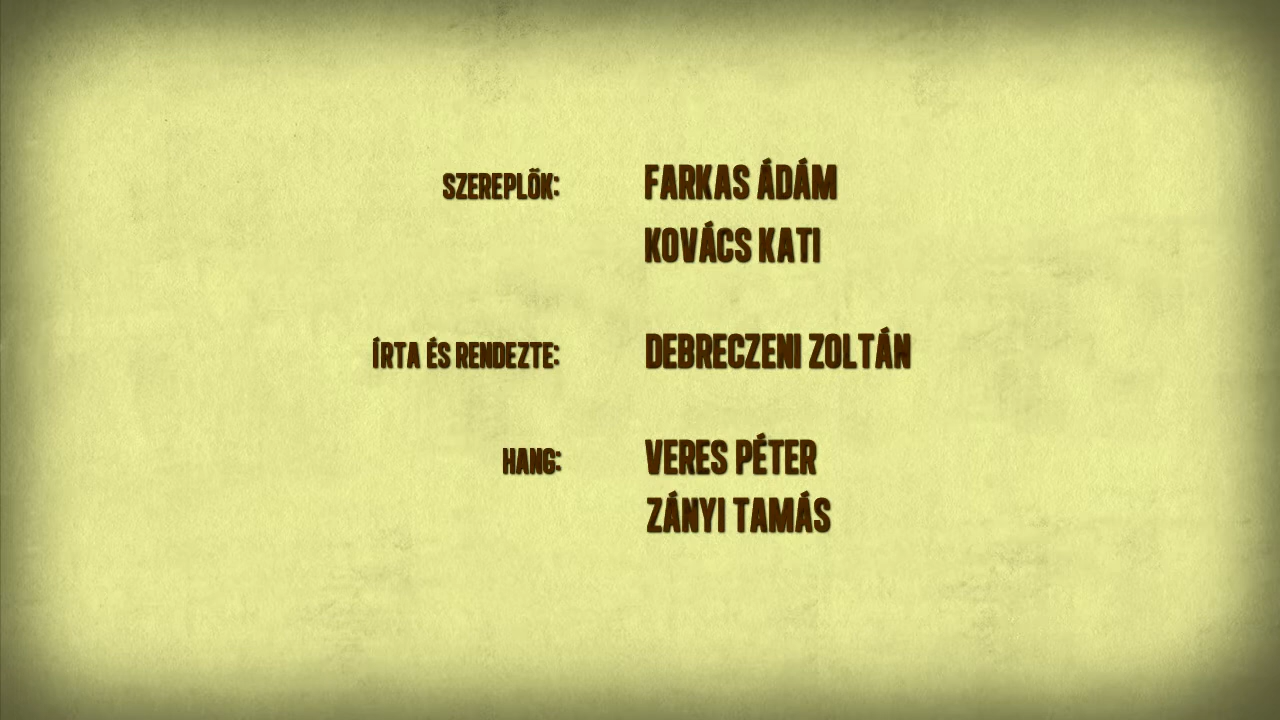 SZEREPLŐK: FARKAS ÁDÁM
KOVÁCS KATI
ÍRTA ÉS RENDEZTE: DEBRECZENI ZOLTÁN
HANG: VERES PÉTER
ZÁNYI TAMÁS